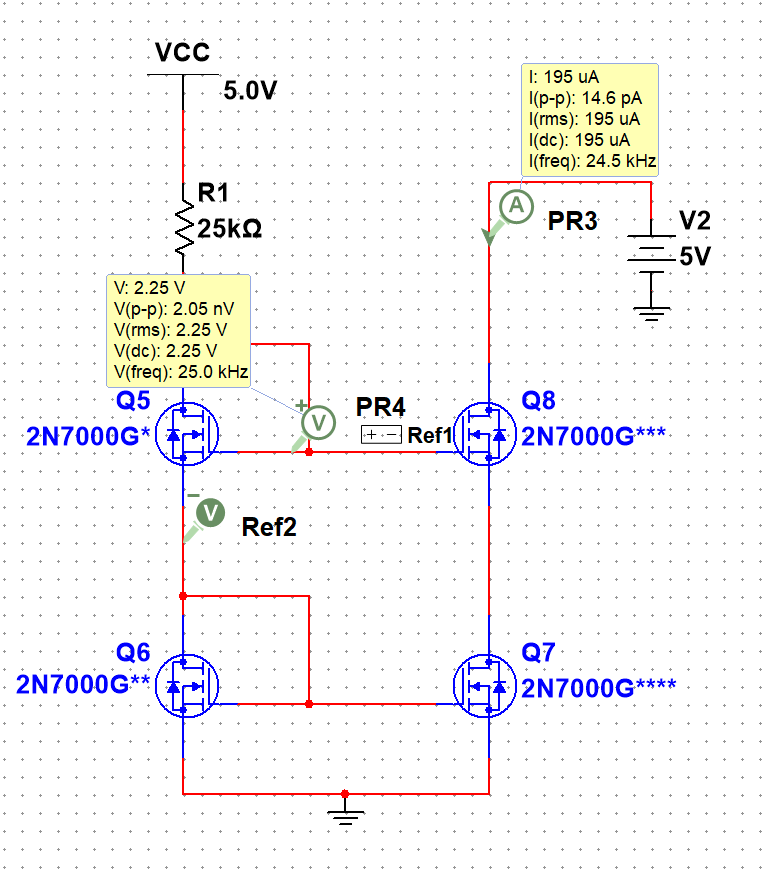 VCC
5.0V
I: 195 uA
I(p-p): 14.6 pA
I(rms): 195 uA
I(dc): 195 uA
I(freq): 24.5 kHz
R1
25kΩ
A
PR3
V2
5V
V: 2.25 V
V(p-p): 2.05 nV
V(rms): 2.25 V
V(dc): 2.25 V
V(freq): 25.0 kHz
Q5
2N7000G*
+
V
PR4
+ -
Ref1
Q8
2N7000G***
-
V
Ref2
Q6
2N7000G**
Q7
2N7000G****